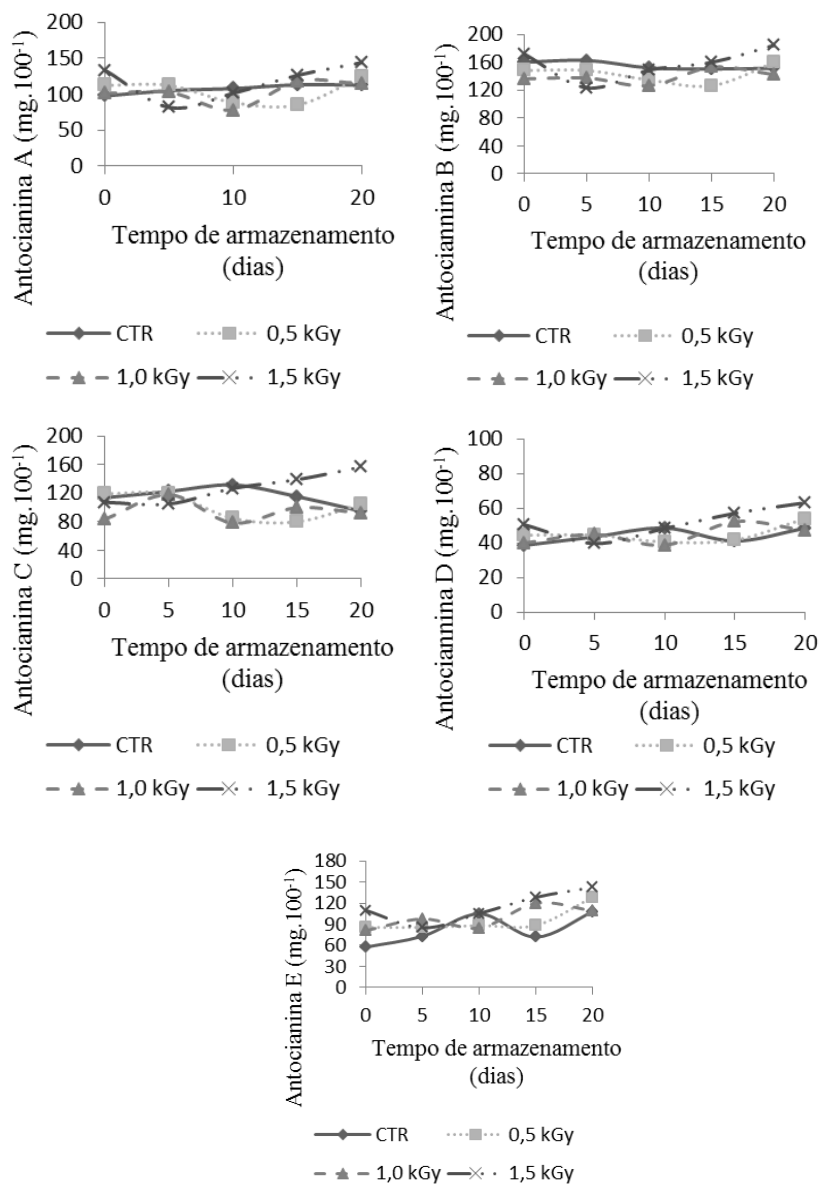 Antocianina A (mg.100⁻¹)
200
150
100
50
0
0
10
20
Tempo de armazenamento
(dias)
CTR
0,5 kGy
1,0 kGy
1,5 kGy
Antociannina B (mg.100⁻¹)
200
160
120
80
40
0
0
5
10
15
20
Tempo de armazenamento
(dias)
CTR
0,5 kGy
1,0 kGy
1,5 kGy
Antocianina C (mg.100⁻¹)
200
160
120
80
40
0
0
5
10
15
20
Tempo de armazenamento
(dias)
CTR
0,5 kGy
1,0 kGy
1,5 kGy
Antociannina D (mg.100⁻¹)
100
80
60
40
20
0
0
5
10
15
20
Tempo de armazenamento
(dias)
CTR
0,5 kGy
1,0 kGy
1,5 kGy
Antocianina E (mg.100⁻¹)
180
150
120
90
60
30
0
0
5
10
15
20
Tempo de armazenamento
(dias)
CTR
0,5 kGy
1,0 kGy
1,5 kGy